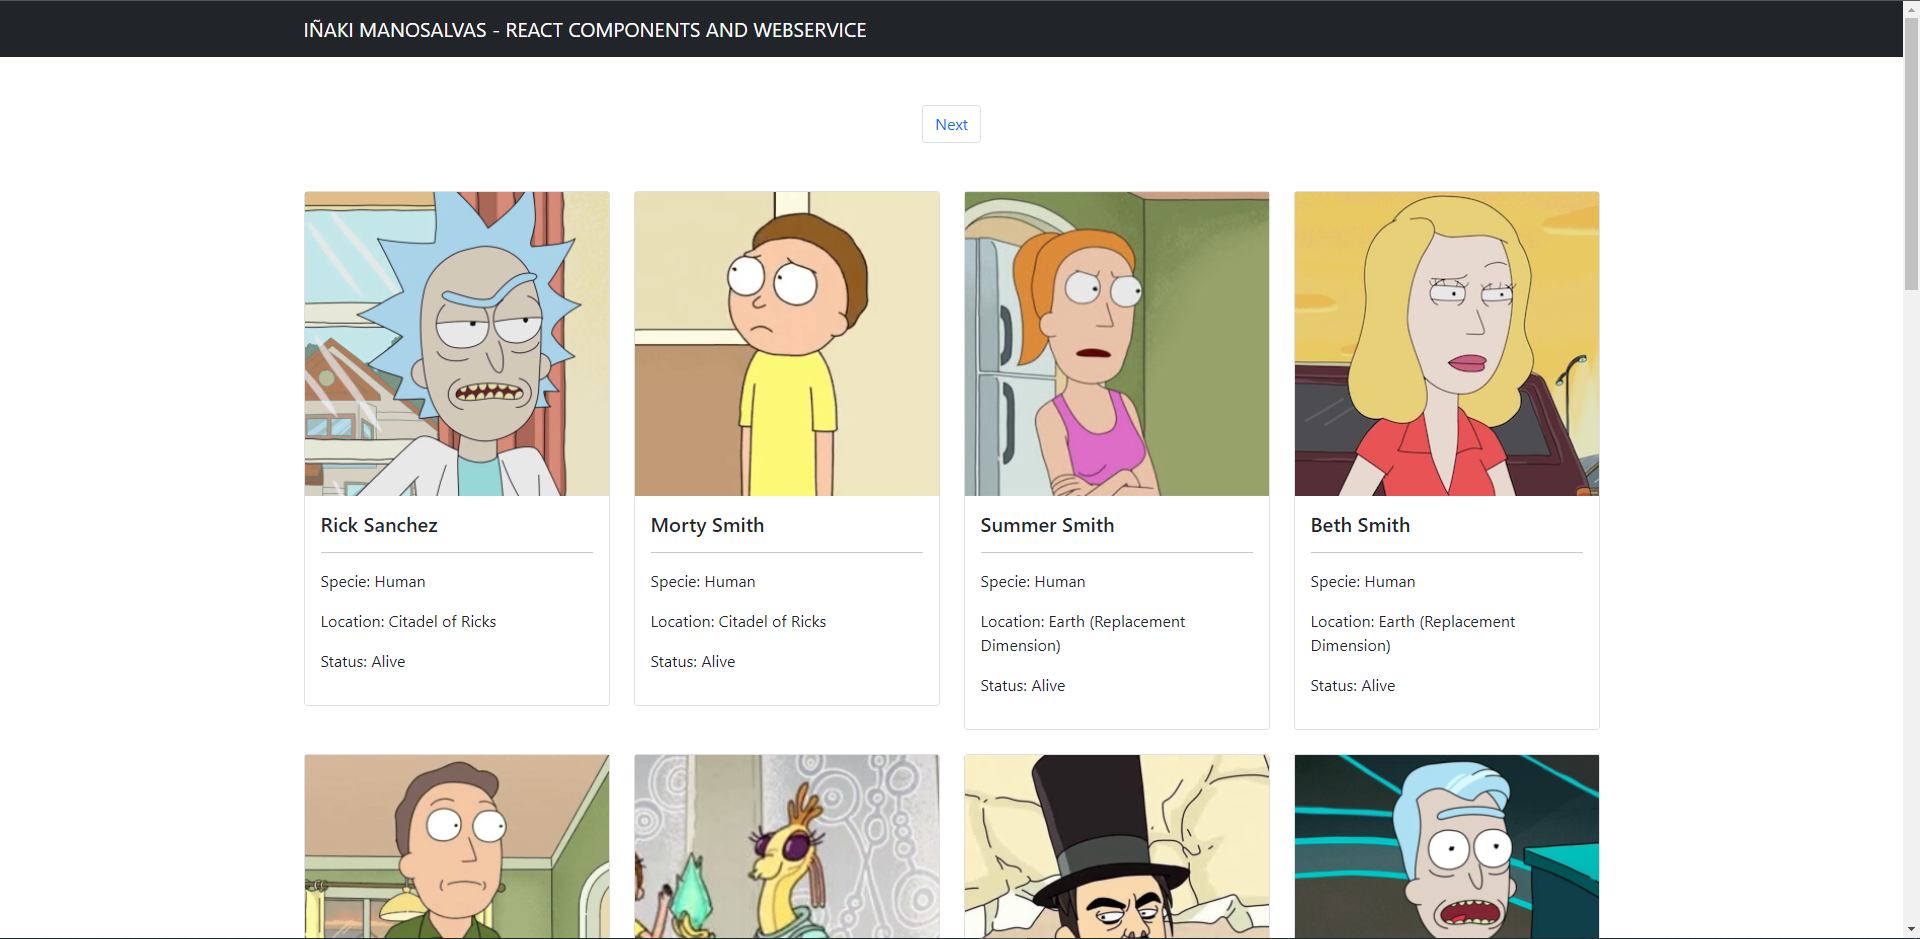 IÑAKI MANOSALVAS - REACT COMPONENTS AND WEBSERVICE
Next
Rick Sanchez
Specie: Human
Location: Citadel of Ricks
Status: Alive
Morty Smith
Specie: Human
Location: Citadel of Ricks
Status: Alive
Summer Smith
Specie: Human
Location: Earth (Replacement
Dimension)
Status: Alive
Beth Smith
Specie: Human
Location: Earth (Replacement
Dimension)
Status: Alive